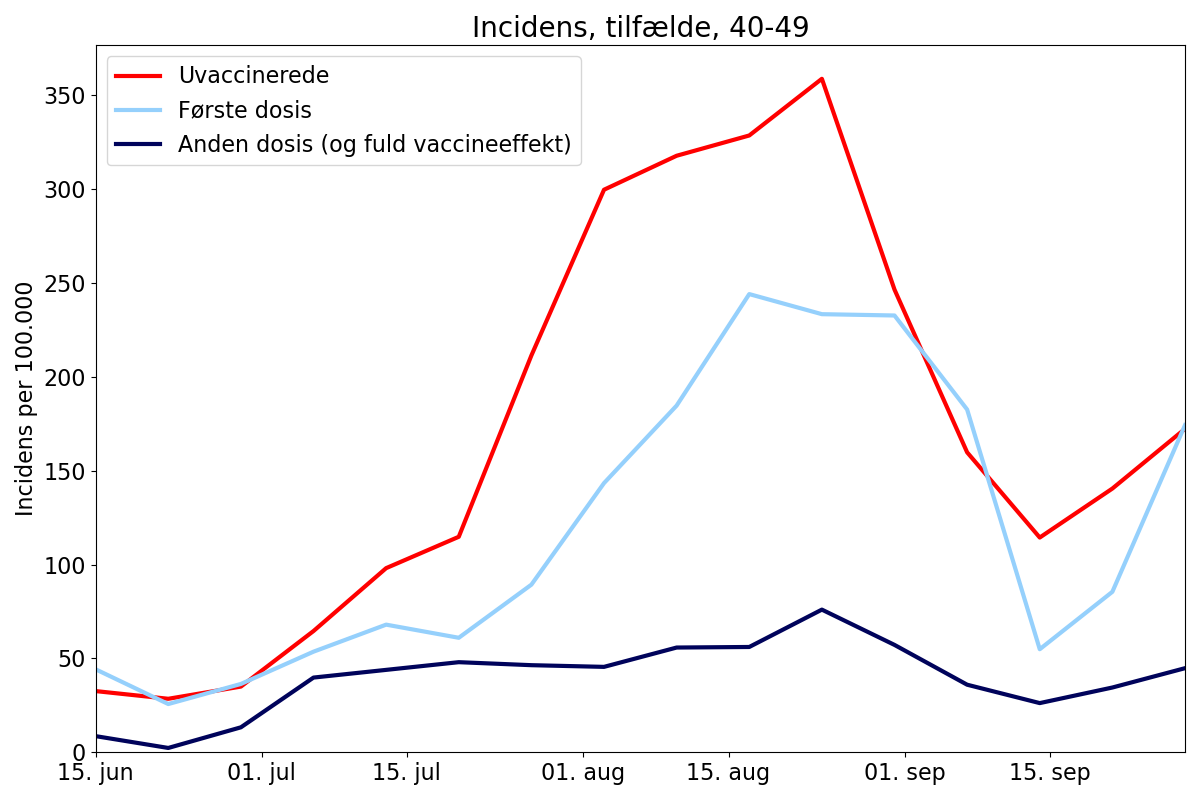 Incidens, tilfælde, 40-49
Uvaccinerede
Første dosis
Anden dosis (og fuld vaccineeffekt)
Incidens per 100.000
350
300
250
200
150
100
50
0
15. jun
01. jul
15. jul
01. aug
15. aug
01. sep
15. sep